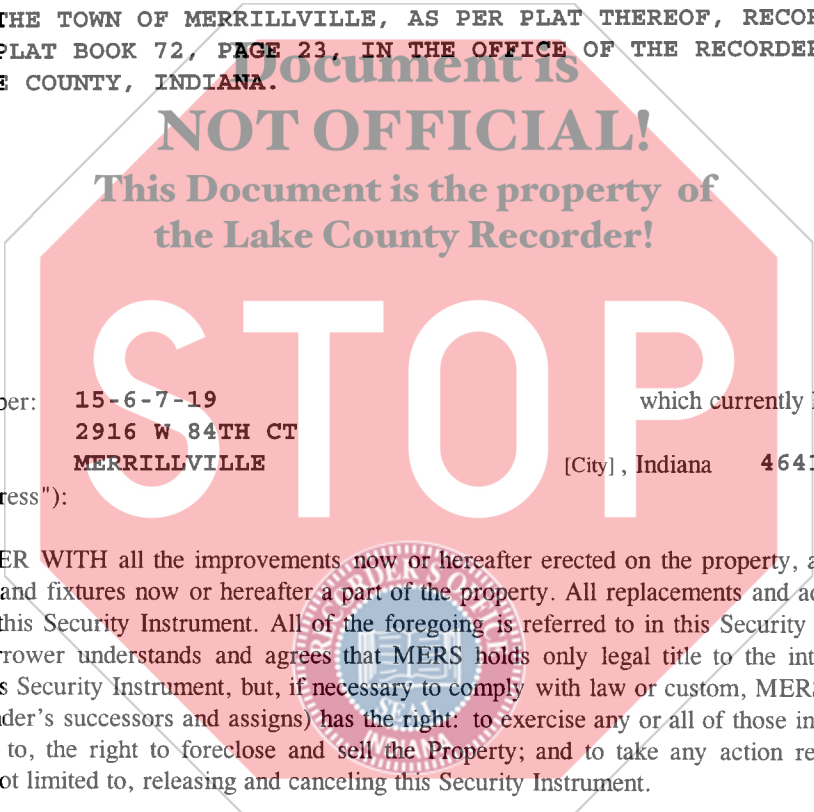 THE TOWN OF MERRILLVILLE, AS PER PLAT THEREOF, RECOR
PLAT BOOK 72, PAGE 23, IN THE OFFICE OF THE RECORDER
E COUNTY, INDIANA.
Document is
NOT OFFICIAL!
This Document is the property of
the Lake County Recorder!
STOP
ber: 15-6-7-19 which currently
2916 W 84TH CT
MERRILLVILLE [City] , Indiana 4641
ress"):
ER WITH all the improvements now or hereafter erected on the property, a
and fixtures now or hereafter a part of the property. All replacements and ad
this Security Instrument. All of the foregoing is referred to in this Security
rrower understands and agrees that MERS holds only legal title to the int
s Security Instrument, but, if necessary to comply with law or custom, MERS
der's successors and assigns) has the right: to exercise any or all of those in
to, the right to foreclose and sell the Property; and to take any action re
ot limited to, releasing and canceling this Security Instrument.
RECORDER'S OFFICE
SEAL